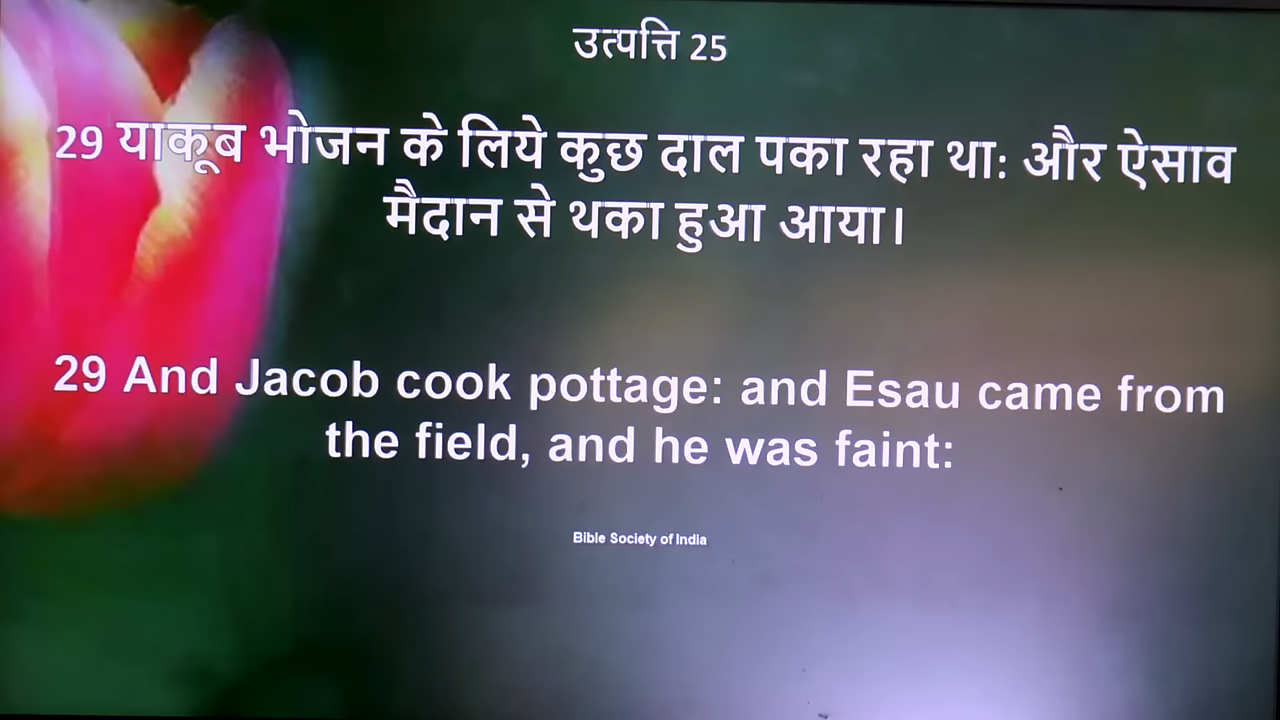 उत्पत्ति 25
29 याकूब भोजन के लिये कुछ दाल पका रहा था: और ऐसाव
मैदान से थका हुआ आया।
29 And Jacob cook pottage: and Esau came from
the field, and he was faint:
Bible Society of India